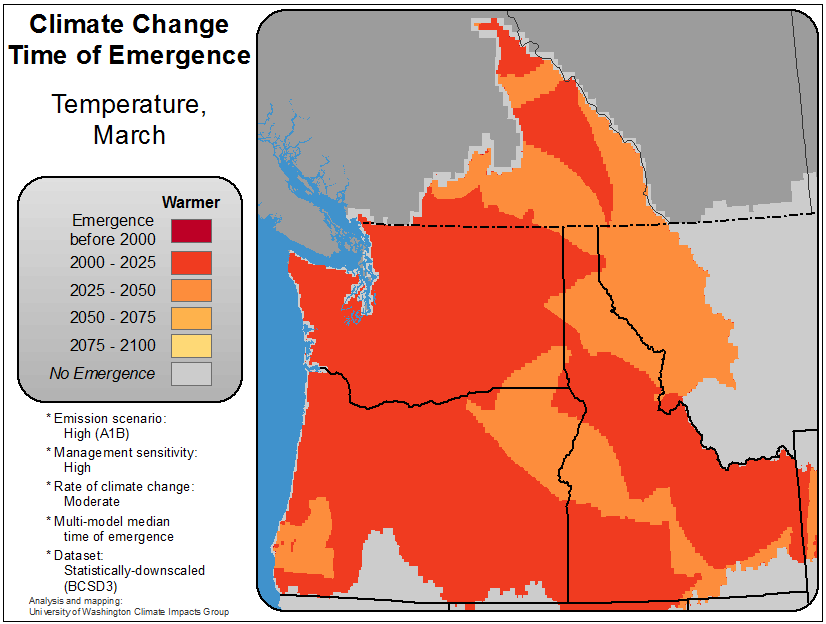 Climate Change
Time of Emergence
Temperature,
March
Warmer
Emergence
before 2000
2000 - 2025
2025 - 2050
2050 - 2075
2075 - 2100
No Emergence
* Emission scenario:
High (A1B)
* Management sensitivity:
High
* Rate of climate change:
Moderate
* Multi-model median
time of emergence
* Dataset:
Statistically-downscaled
(BCSD3)
Analysis and mapping:
University of Washington Climate Impacts Group